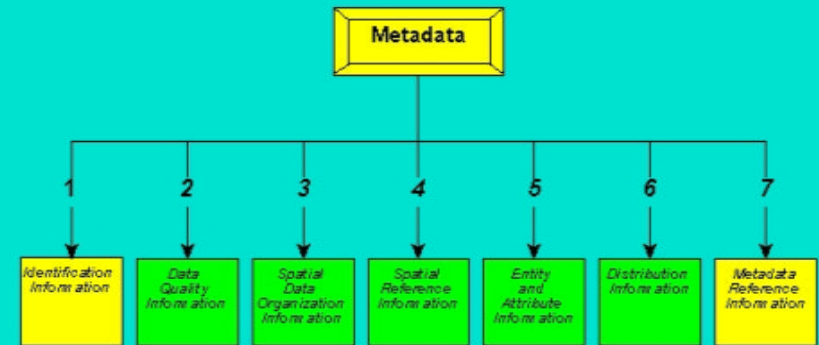 Metadata
1 2 3 4 5 6 7
Identification
Information
Data
Quality
Information
Spatial
Data
Organization
Information
Spatial
Reference
Information
Entity
and
Attribute
Information
Distribution
Information
Metadata
Reference
Information